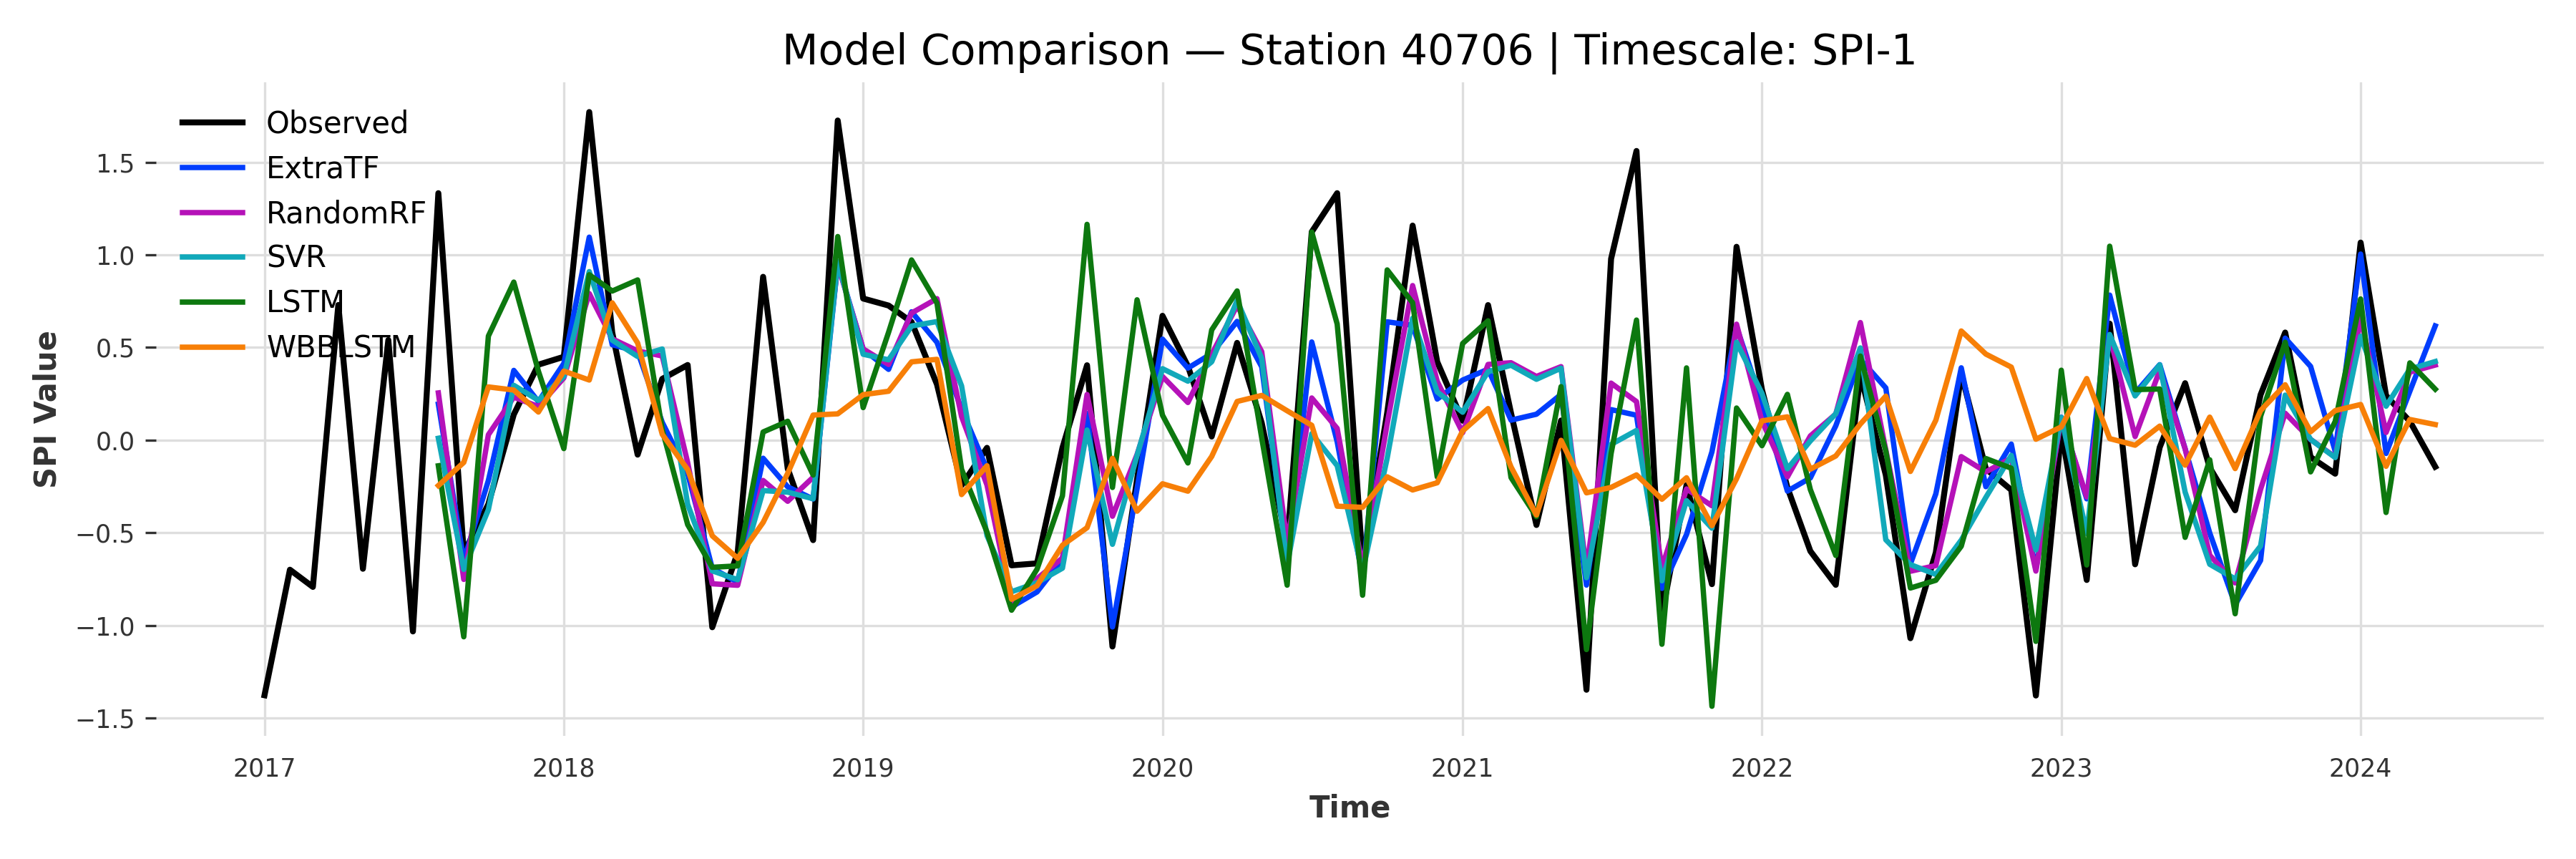 Model Comparison — Station 40706 | Timescale: SPI-1
Observed
ExtraTF
RandomRF
SVR
LSTM
WBBLSTM
SPI Value
1.5
1.0
0.5
0.0
−0.5
−1.0
−1.5
2017 2018 2019 2020 2021 2022 2023 2024
Time